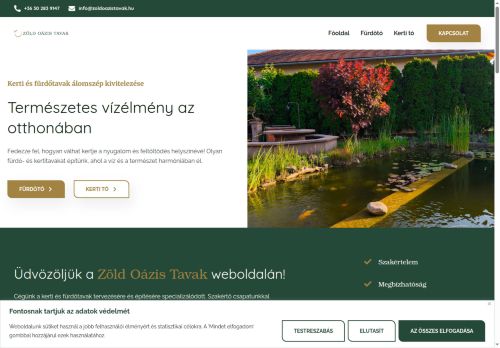 +36 30 283 9147
info@zoldoazistavak.hu
ZÖLD OÁZIS TAVAK
Főoldal
Fürdőtó
Kerti tó
KAPCSOLAT
Kerti és fürdőtavak álomszép kivitelezése
Természetes vízélmény az
otthonában
Fedezze fel, hogyan válhat kertje a nyugalom és feltöltődés helyszínévé! Olyan
fürdő- és kertitavakat építünk, ahol a víz és a természet harmóniában él.
FÜRDŐTÓ
KERTI TÓ
Üdvözöljük a Zöld Oázis Tavak weboldalán!
Szakértelem
Megbízhatóság
Cégünk a kerti és fürdőtavak tervezésére és építésére specializálódott. Szakértő csapatunkkal
Fontosnak tartjuk az adatok védelmét
Weboldalunk sütiket használ a jobb felhasználói élményért és statisztikai célokra. A 'Mindet elfogadom'
gombbal hozzájárul ezek használatához.
TESTRESZABÁS
ELUTASÍT
AZ ÖSSZES ELFOGADÁSA